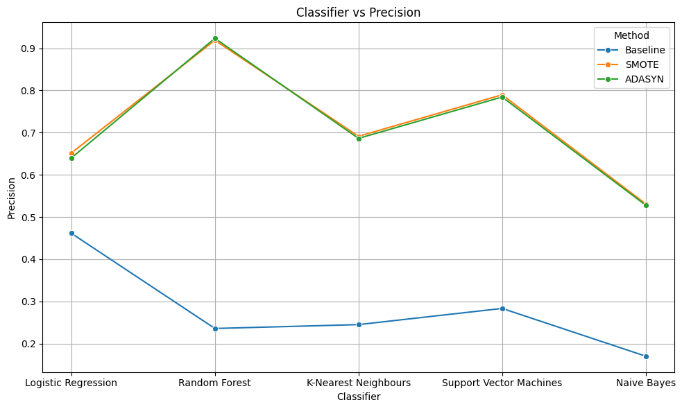 Classifier vs Precision
Method
Baseline
SMOTE
ADASYN
Precision
0.9
0.8
0.7
0.6
0.5
0.4
0.3
0.2
Logistic Regression
Random Forest
K-Nearest Neighbours
Support Vector Machines
Naive Bayes
Classifier